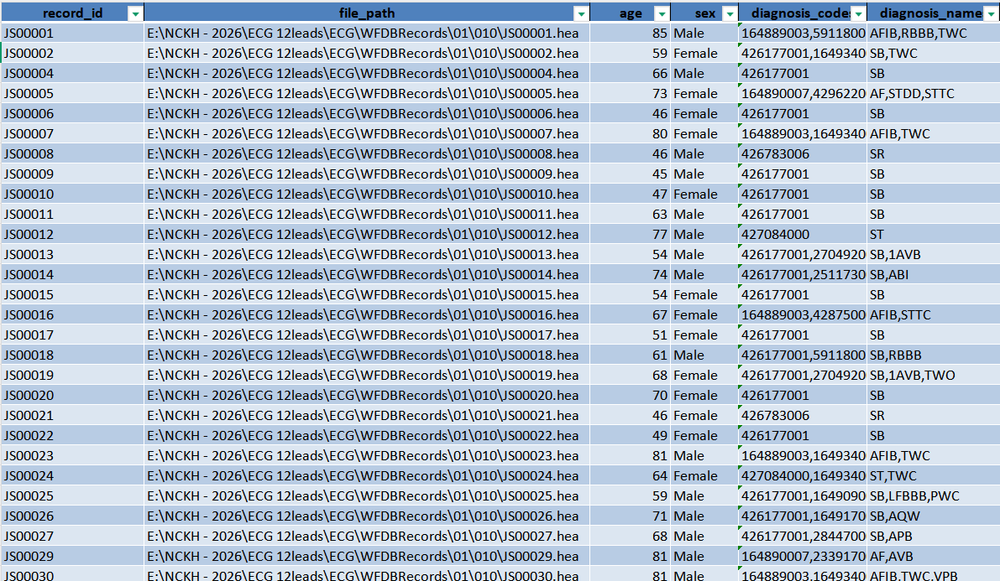 record_id file_path age sex diagnosis_code diagnosis_name
JS00001 E:\NCKH - 2026\ECG 12leads\ECG\WFDBRecords\01\010\JS00001.hea 85 Male 164889003,5911800 AFIB,RBBB,TWC
JS00002 E:\NCKH - 2026\ECG 12leads\ECG\WFDBRecords\01\010\JS00002.hea 59 Female 426177001,1649340 SB,TWC
JS00004 E:\NCKH - 2026\ECG 12leads\ECG\WFDBRecords\01\010\JS00004.hea 66 Male 426177001 SB
JS00005 E:\NCKH - 2026\ECG 12leads\ECG\WFDBRecords\01\010\JS00005.hea 73 Female 164890007,4296220 AF,STDD,STTC
JS00006 E:\NCKH - 2026\ECG 12leads\ECG\WFDBRecords\01\010\JS00006.hea 46 Female 426177001 SB
JS00007 E:\NCKH - 2026\ECG 12leads\ECG\WFDBRecords\01\010\JS00007.hea 80 Female 164889003,1649340 AFIB,TWC
JS00008 E:\NCKH - 2026\ECG 12leads\ECG\WFDBRecords\01\010\JS00008.hea 46 Male 426783006 SR
JS00009 E:\NCKH - 2026\ECG 12leads\ECG\WFDBRecords\01\010\JS00009.hea 45 Male 426177001 SB
JS00010 E:\NCKH - 2026\ECG 12leads\ECG\WFDBRecords\01\010\JS00010.hea 47 Female 426177001 SB
JS00011 E:\NCKH - 2026\ECG 12leads\ECG\WFDBRecords\01\010\JS00011.hea 63 Male 426177001 SB
JS00012 E:\NCKH - 2026\ECG 12leads\ECG\WFDBRecords\01\010\JS00012.hea 77 Male 427084000 ST
JS00013 E:\NCKH - 2026\ECG 12leads\ECG\WFDBRecords\01\010\JS00013.hea 54 Male 426177001,2704920 SB,1AVB
JS00014 E:\NCKH - 2026\ECG 12leads\ECG\WFDBRecords\01\010\JS00014.hea 74 Male 426177001,2511730 SB,ABI
JS00015 E:\NCKH - 2026\ECG 12leads\ECG\WFDBRecords\01\010\JS00015.hea 54 Female 426177001 SB
JS00016 E:\NCKH - 2026\ECG 12leads\ECG\WFDBRecords\01\010\JS00016.hea 67 Female 164889003,4287500 AFIB,STTC
JS00017 E:\NCKH - 2026\ECG 12leads\ECG\WFDBRecords\01\010\JS00017.hea 51 Female 426177001 SB
JS00018 E:\NCKH - 2026\ECG 12leads\ECG\WFDBRecords\01\010\JS00018.hea 61 Male 426177001,5911800 SB,RBBB
JS00019 E:\NCKH - 2026\ECG 12leads\ECG\WFDBRecords\01\010\JS00019.hea 68 Female 426177001,2704920 SB,1AVB,TWO
JS00020 E:\NCKH - 2026\ECG 12leads\ECG\WFDBRecords\01\010\JS00020.hea 70 Female 426177001 SB
JS00021 E:\NCKH - 2026\ECG 12leads\ECG\WFDBRecords\01\010\JS00021.hea 46 Female 426783006 SR
JS00022 E:\NCKH - 2026\ECG 12leads\ECG\WFDBRecords\01\010\JS00022.hea 49 Female 426177001 SB
JS00023 E:\NCKH - 2026\ECG 12leads\ECG\WFDBRecords\01\010\JS00023.hea 81 Male 164889003,1649340 AFIB,TWC
JS00024 E:\NCKH - 2026\ECG 12leads\ECG\WFDBRecords\01\010\JS00024.hea 64 Female 427084000,1649340 ST,TWC
JS00025 E:\NCKH - 2026\ECG 12leads\ECG\WFDBRecords\01\010\JS00025.hea 59 Male 426177001,1649090 SB,LFBBB,PWC
JS00026 E:\NCKH - 2026\ECG 12leads\ECG\WFDBRecords\01\010\JS00026.hea 71 Male 426177001,1649170 SB,AQW
JS00027 E:\NCKH - 2026\ECG 12leads\ECG\WFDBRecords\01\010\JS00027.hea 68 Male 426177001,2844700 SB,APB
JS00029 E:\NCKH - 2026\ECG 12leads\ECG\WFDBRecords\01\010\JS00029.hea 81 Male 164890007,2339170 AF,AVB
JS00030 E:\NCKH - 2026\ECG 12leads\ECG\WFDBRecords\01\010\JS00030.hea 81 Male 164889003,1649340 AFIB,TWC,VPB